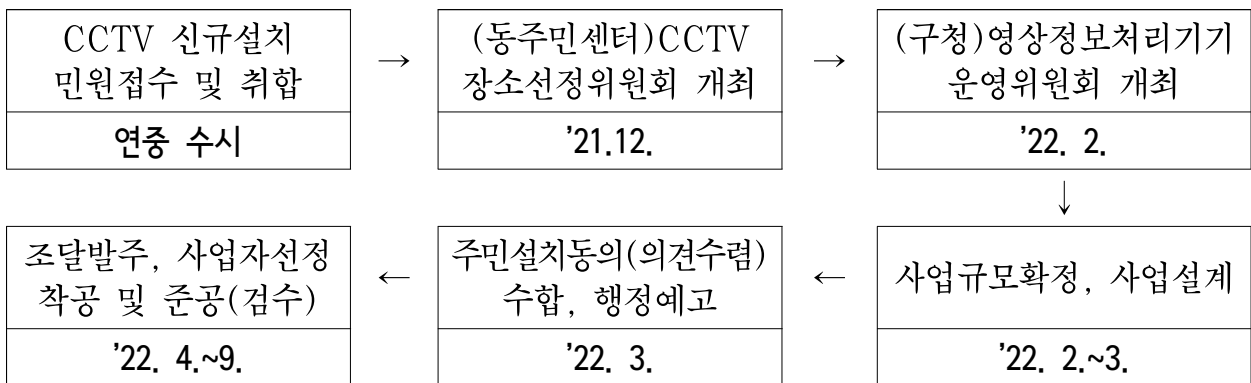 CCTV 신규설치
민원접수 및 취합
연중 수시
→
(동주민센터)CCTV
장소선정위원회 개최
'21.12.
→
(구청)영상정보처리기기
운영위원회 개최
'22. 2.
↓
사업규모확정, 사업설계
'22. 2.~3.
←
주민설치동의(의견수렴)
수합, 행정예고
'22. 3.
←
조달발주, 사업자선정
착공 및 준공(검수)
'22. 4.~9.